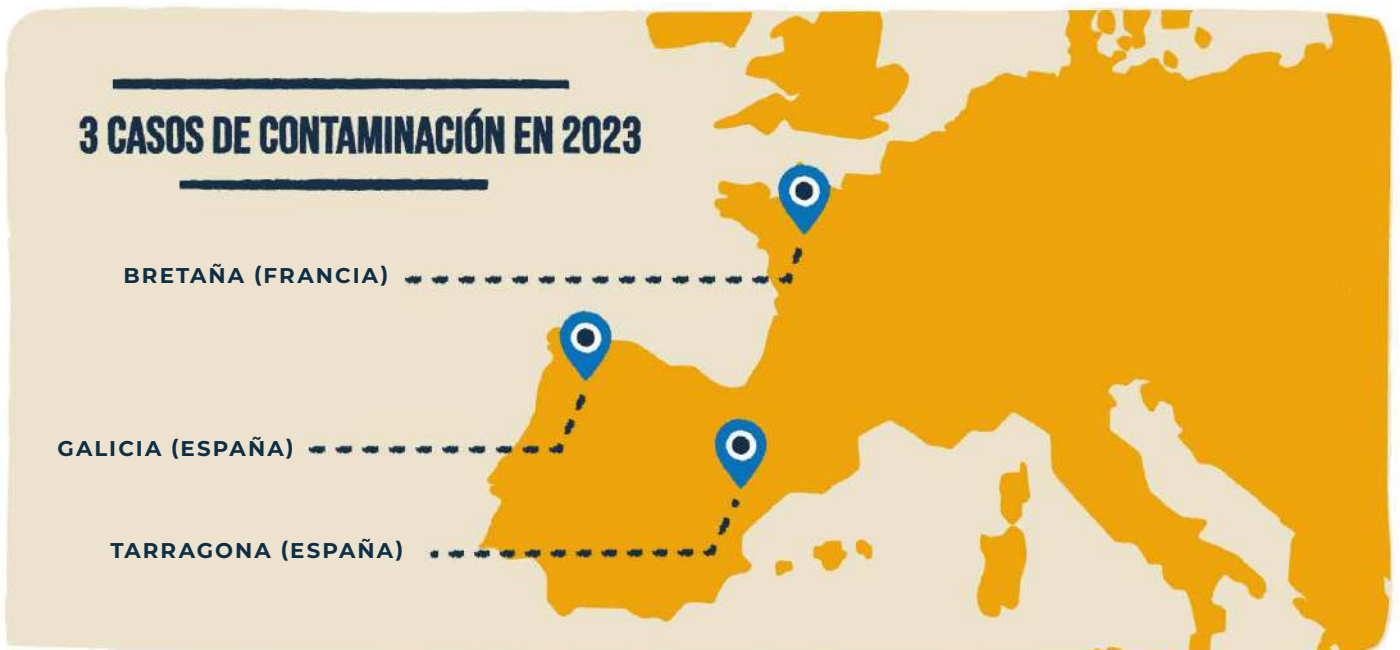 3 CASOS DE CONTAMINACIÓN EN 2023
BRETAÑA (FRANCIA)
GALICIA (ESPAÑA)
TARRAGONA (ESPAÑA)